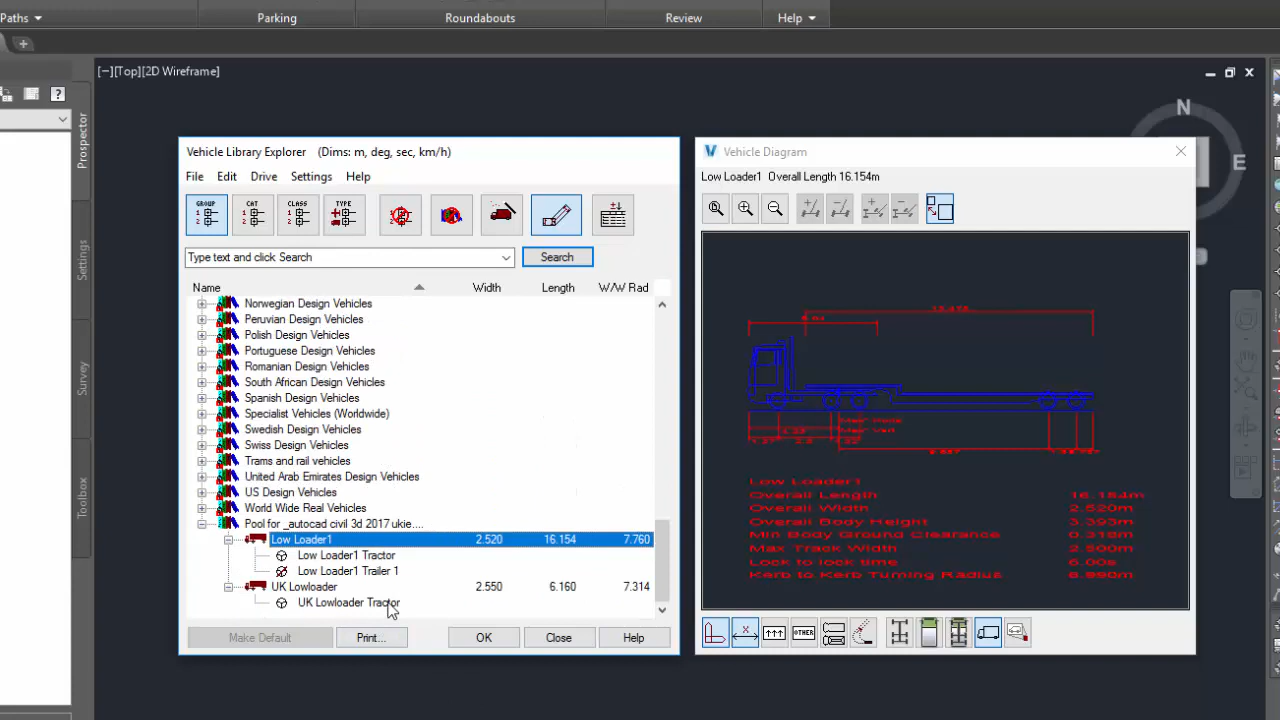 Paths
Parking
Roundabouts
Review
Help
[−][Top][2D Wireframe]
N
E
Prospector
Settings
Survey
Toolbox
Vehicle Library Explorer (Dims: m, deg, sec, km/h)
File Edit Drive Settings Help
GROUP CAT CLASS TYPE
Type text and click Search
Search
Name Width Length W/W Rad
Norwegian Design Vehicles
Peruvian Design Vehicles
Polish Design Vehicles
Portuguese Design Vehicles
Romanian Design Vehicles
South African Design Vehicles
Spanish Design Vehicles
Specialist Vehicles (Worldwide)
Swedish Design Vehicles
Swiss Design Vehicles
Trams and rail vehicles
United Arab Emirates Design Vehicles
US Design Vehicles
World Wide Real Vehicles
Pool for _autocad civil 3d 2017 ukie....
Low Loader1 2.520 16.154 7.760
Low Loader1 Tractor
Low Loader1 Trailer 1
UK Lowloader 2.550 6.160 7.314
UK Lowloader Tractor
Make Default Print... OK Close Help
Vehicle Diagram
Low Loader1 Overall Length 16.154m
Low Loader1
Overall Length 16.154m
Overall Width 2.520m
Overall Body Height 3.393m
Min Body Ground Clearance 0.318m
Max Track Width 2.500m
Lock to lock time 6.00s
Kerb to Kerb Turning Radius 6.990m
X OTHER